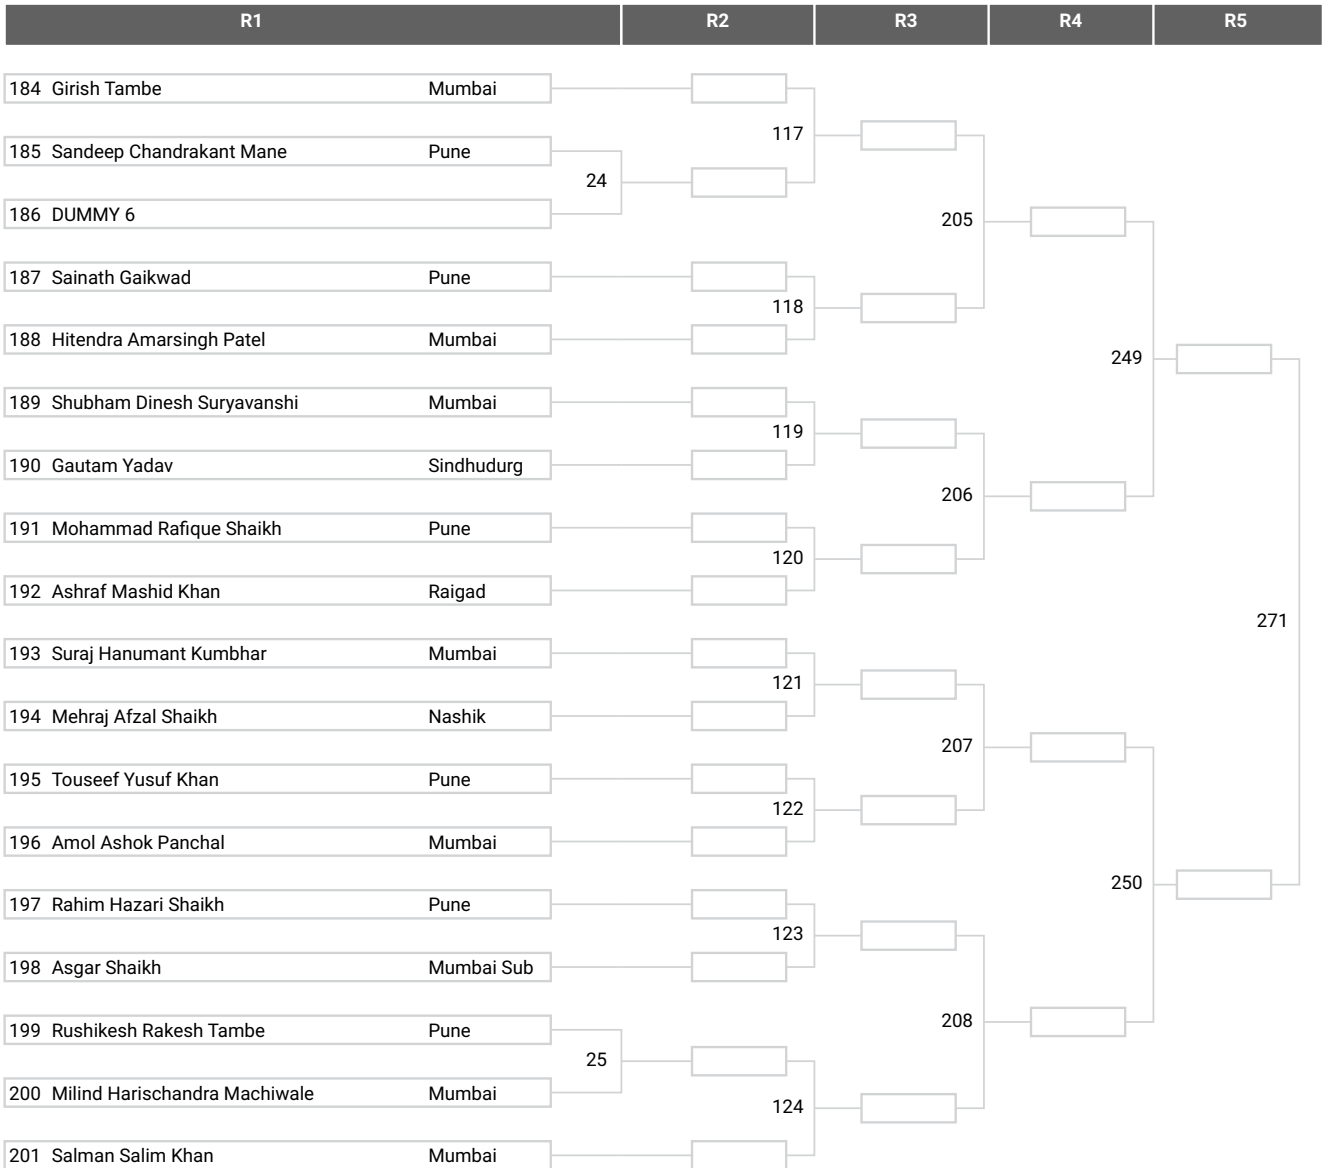 R1 R2 R3 R4 R5
184 Girish Tambe Mumbai
117
185 Sandeep Chandrakant Mane Pune
24
186 DUMMY 6
205
187 Sainath Gaikwad Pune
118
188 Hitendra Amarsingh Patel Mumbai
249
189 Shubham Dinesh Suryavanshi Mumbai
119
190 Gautam Yadav Sindhudurg
206
191 Mohammad Rafique Shaikh Pune
120
192 Ashraf Mashid Khan Raigad
271
193 Suraj Hanumant Kumbhar Mumbai
121
194 Mehraj Afzal Shaikh Nashik
207
195 Touseef Yusuf Khan Pune
122
196 Amol Ashok Panchal Mumbai
250
197 Rahim Hazari Shaikh Pune
123
198 Asgar Shaikh Mumbai Sub
208
199 Rushikesh Rakesh Tambe Pune
25
200 Milind Harischandra Machiwale Mumbai
124
201 Salman Salim Khan Mumbai